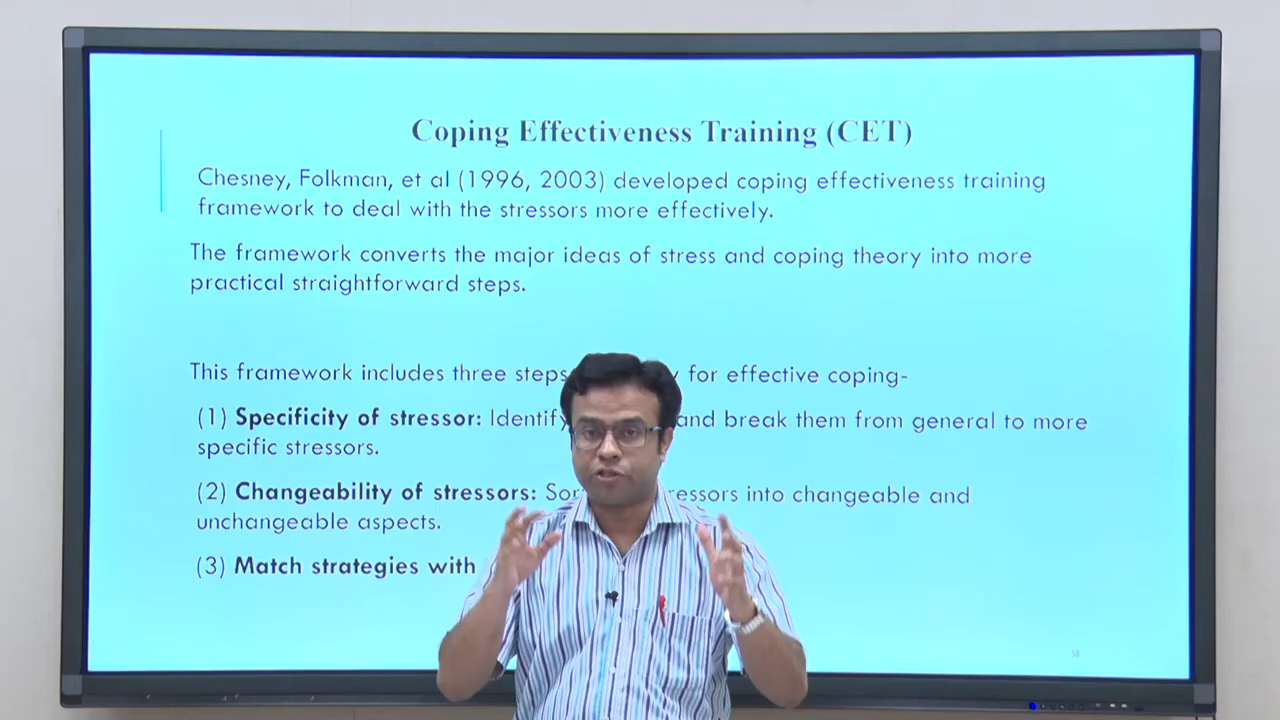 Coping Effectiveness Training (CET)
Chesney, Folkman, et al (1996, 2003) developed coping effectiveness training
framework to deal with the stressors more effectively.
The framework converts the major ideas of stress and coping theory into more
practical straightforward steps.
This framework includes three steps for effective coping-
(1) Specificity of stressor: Identify and break them from general to more
specific stressors.
(2) Changeability of stressors: into changeable and
unchangeable aspects.
(3) Match strategies with
58